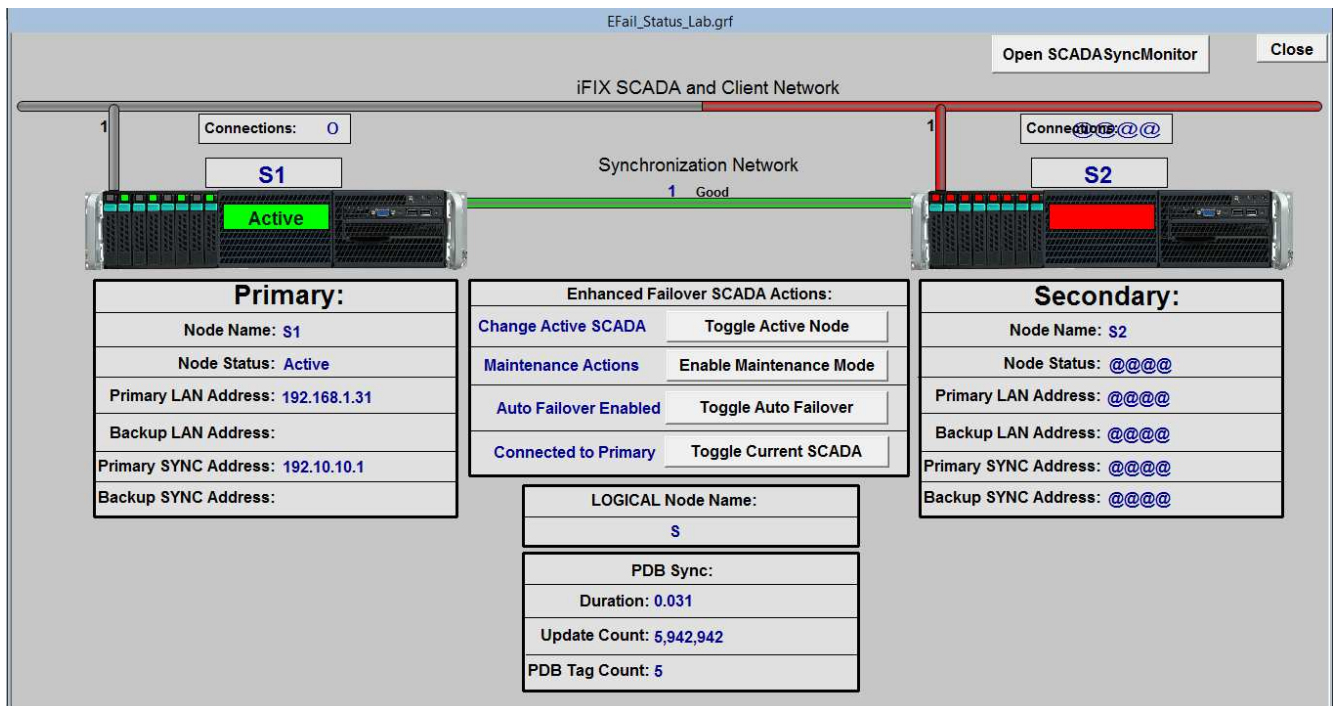 EFail_Status_Lab.grf
Open SCADASyncMonitor
Close
iFIX SCADA and Client Network
1
Connections: 0
1
Connections: @@@@
S1
Synchronization Network
S2
1 Good
Active
Primary:
Node Name: S1
Node Status: Active
Primary LAN Address: 192.168.1.31
Backup LAN Address:
Primary SYNC Address: 192.10.10.1
Backup SYNC Address:
Enhanced Failover SCADA Actions:
Change Active SCADA Toggle Active Node
Maintenance Actions Enable Maintenance Mode
Auto Failover Enabled Toggle Auto Failover
Connected to Primary Toggle Current SCADA
Secondary:
Node Name: S2
Node Status: @@@@
Primary LAN Address: @@@@
Backup LAN Address: @@@@
Primary SYNC Address: @@@@
Backup SYNC Address: @@@@
LOGICAL Node Name:
S
PDB Sync:
Duration: 0.031
Update Count: 5,942,942
PDB Tag Count: 5